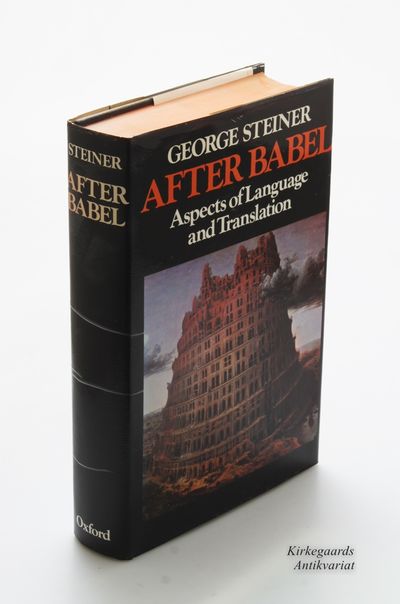 STEINER
AFTER
BABEL
Oxford
GEORGE STEINER
AFTER BABEL
Aspects of Language
and Translation
Kirkegaards
Antikvariat